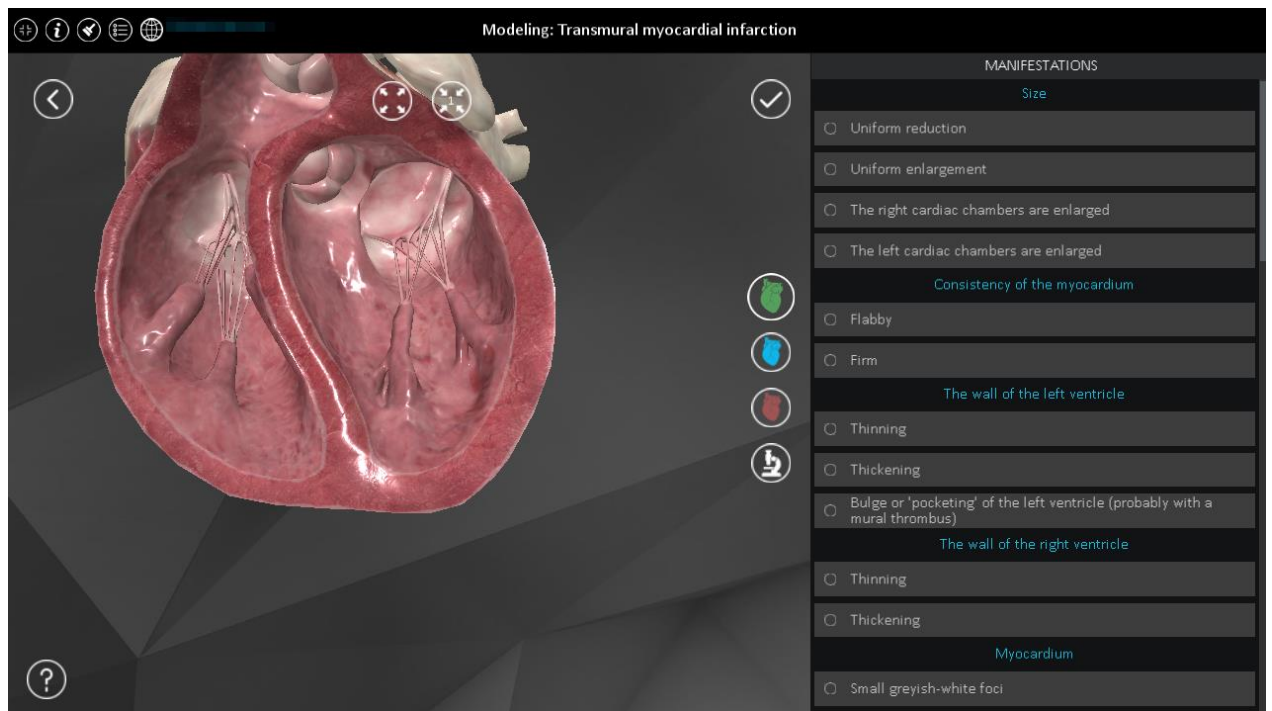 Modeling: Transmural myocardial infarction
MANIFESTATIONS
Size
Uniform reduction
Uniform enlargement
The right cardiac chambers are enlarged
The left cardiac chambers are enlarged
Consistency of the myocardium
Flabby
Firm
The wall of the left ventricle
Thinning
Thickening
Bulge or 'pocketing' of the left ventricle (probably with a
mural thrombus)
The wall of the right ventricle
Thinning
Thickening
Myocardium
Small greyish-white foci
1
?